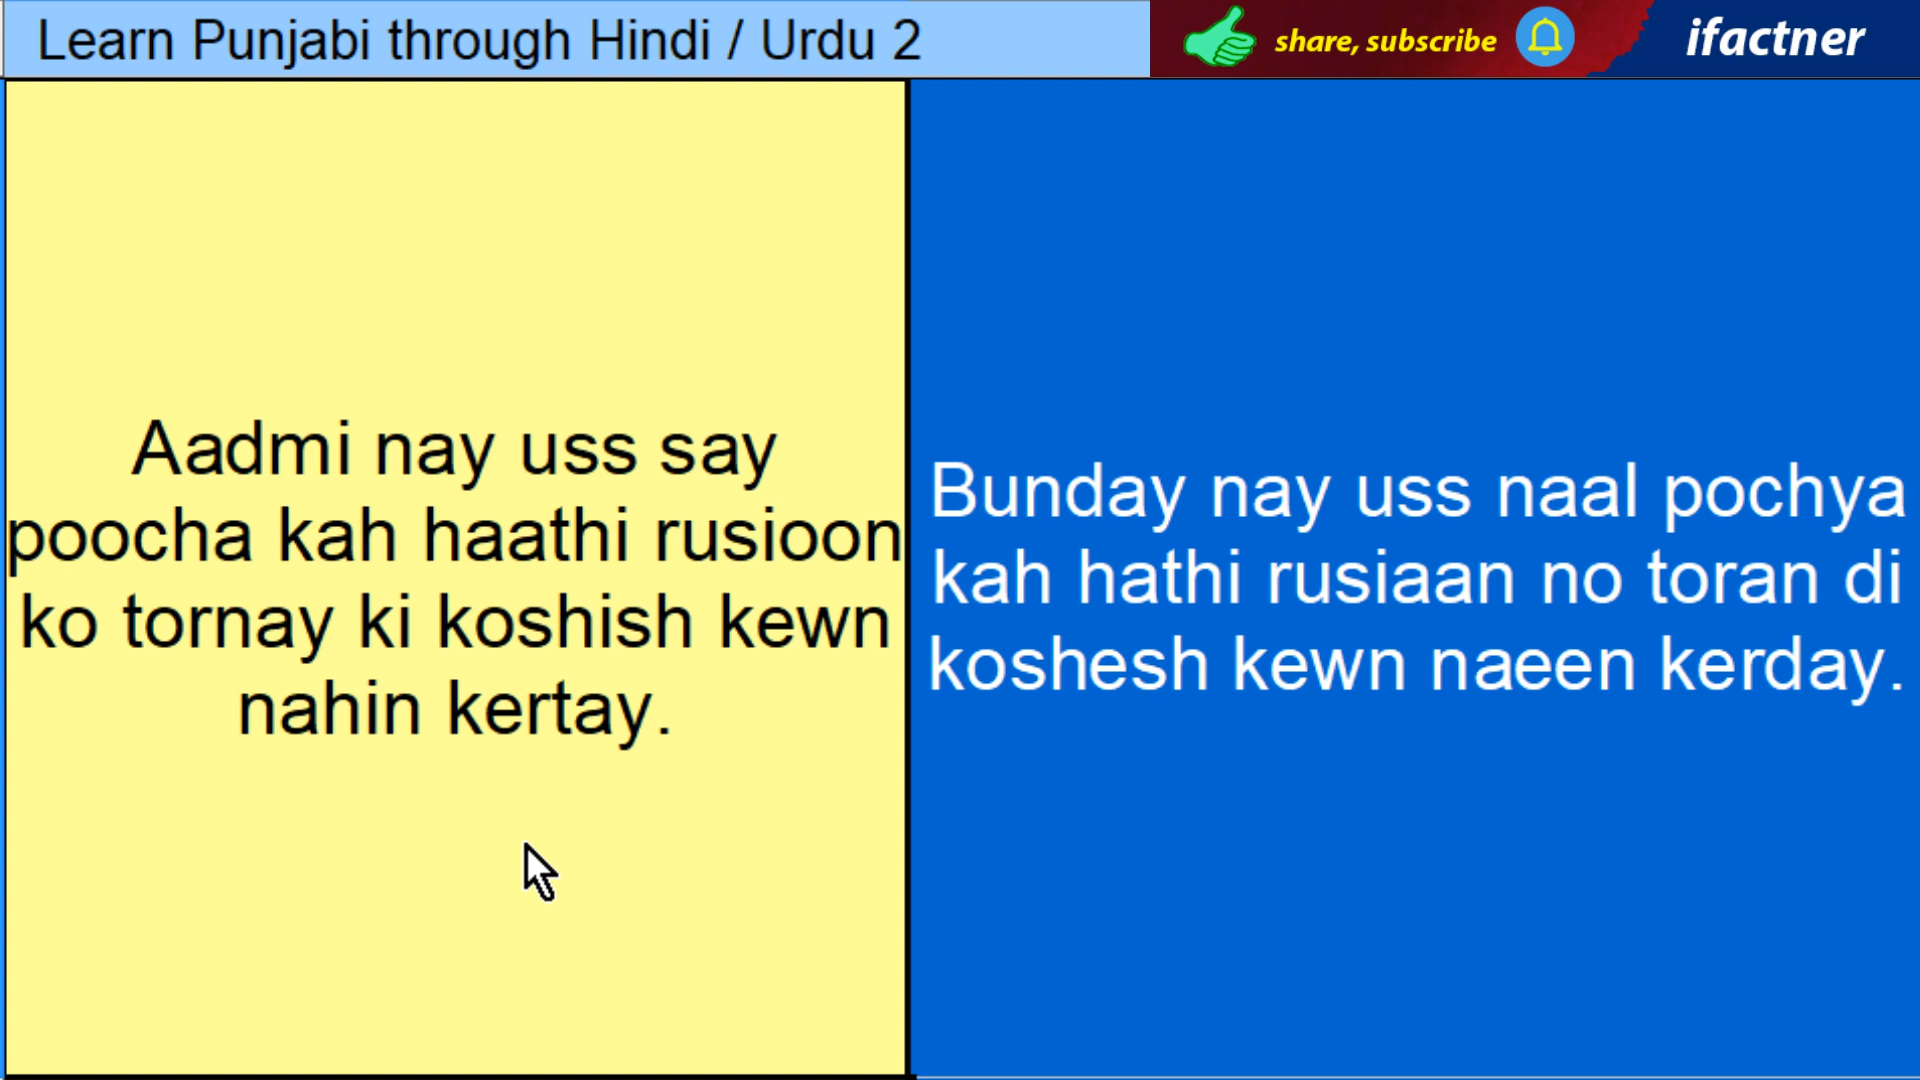 Learn Punjabi through Hindi / Urdu 2
share, subscribe
ifactner
Aadmi nay uss say
poocha kah haathi rusioon
ko tornay ki koshish kewn
nahin kertay.
Bunday nay uss naal pochya
kah hathi rusiaan no toran di
koshesh kewn naeen kerday.